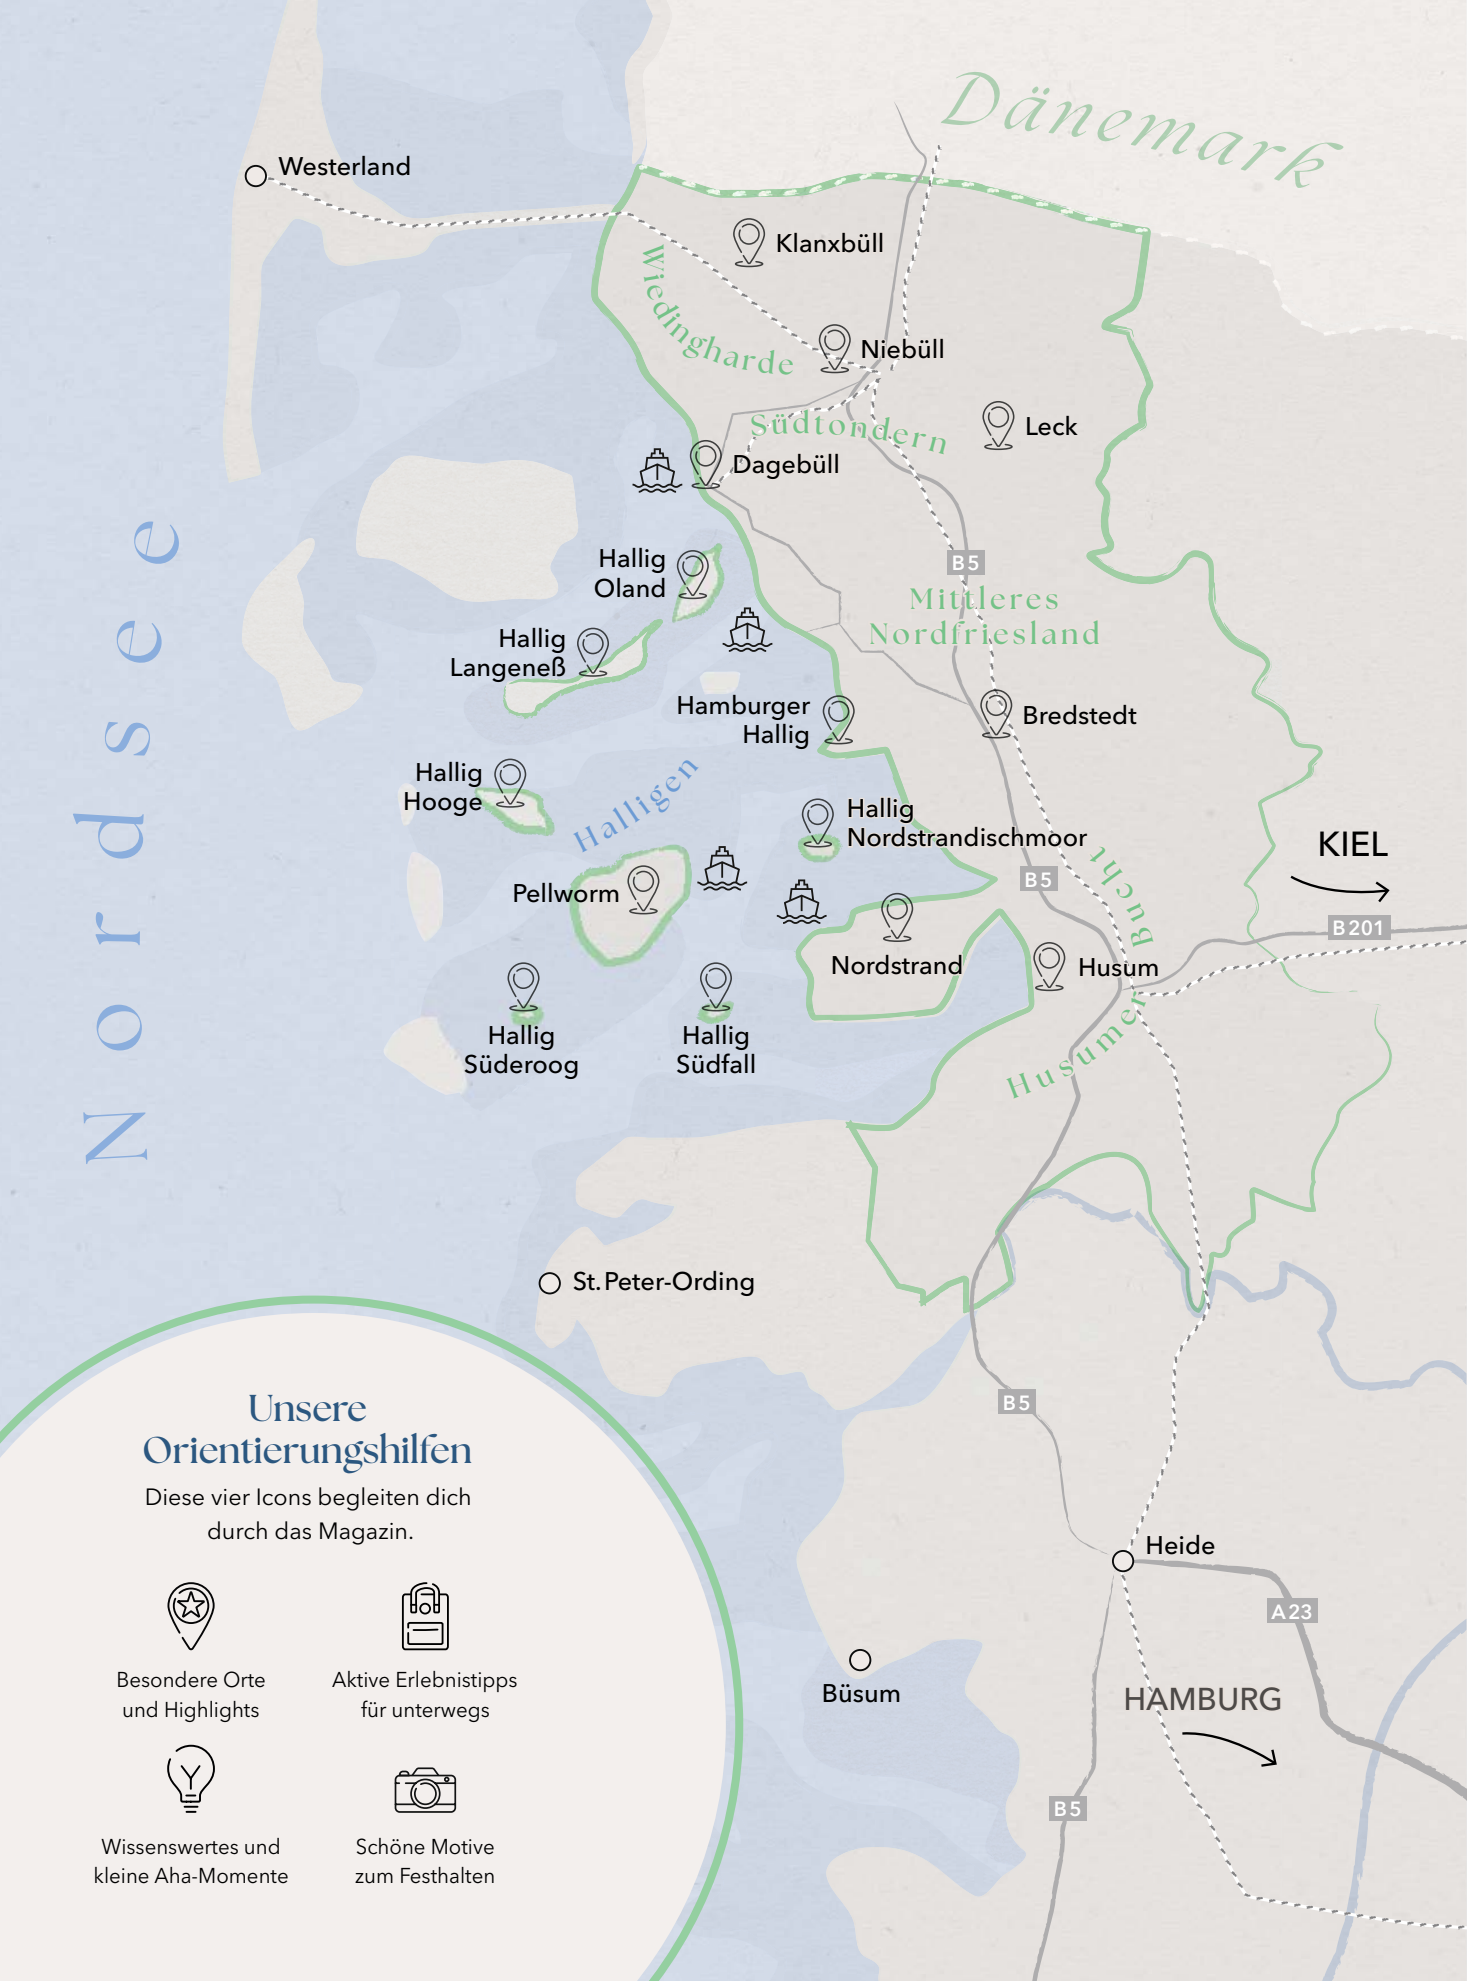 Dänemark
Westerland
Klanxbüll
Wiedingharde
Niebüll
Südtondern
Leck
Dagebüll
Nordsee
Hallig
Oland
B5
Mittleres
Nordfriesland
Hallig
Langeneß
Hamburger
Hallig
Bredstedt
Hallig
Hooge
Halligen
Hallig
Nordstrandischmoor
KIEL
B5
Pellworm
B201
Nordstrand
Husum
Husumer Bucht
Hallig
Süderoog
Hallig
Südfall
St. Peter-Ording
B5
Heide
A23
Büsum
HAMBURG
B5
Unsere
Orientierungshilfen
Diese vier Icons begleiten dich
durch das Magazin.
Besondere Orte
und Highlights
Aktive Erlebnistipps
für unterwegs
Wissenswertes und
kleine Aha-Momente
Schöne Motive
zum Festhalten